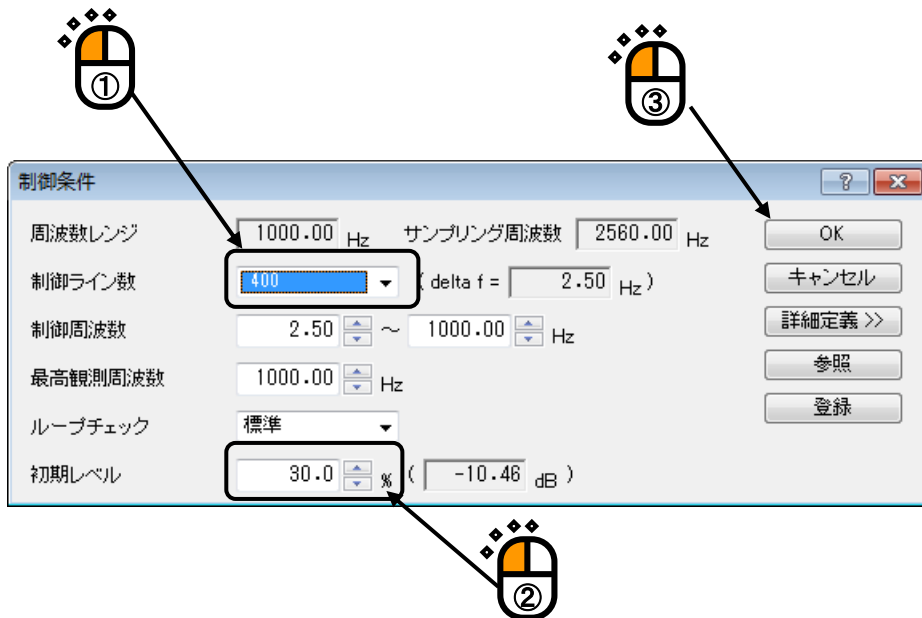 ①
③
制御条件
周波数レンジ 1000.00 Hz サンプリング周波数 2560.00 Hz OK
制御ライン数 400 ( delta f = 2.50 Hz ) キャンセル
制御周波数 2.50 ～ 1000.00 Hz 詳細定義 >>
最高観測周波数 1000.00 Hz 参照
ループチェック 標準 登録
初期レベル 30.0 % ( -10.46 dB )
②